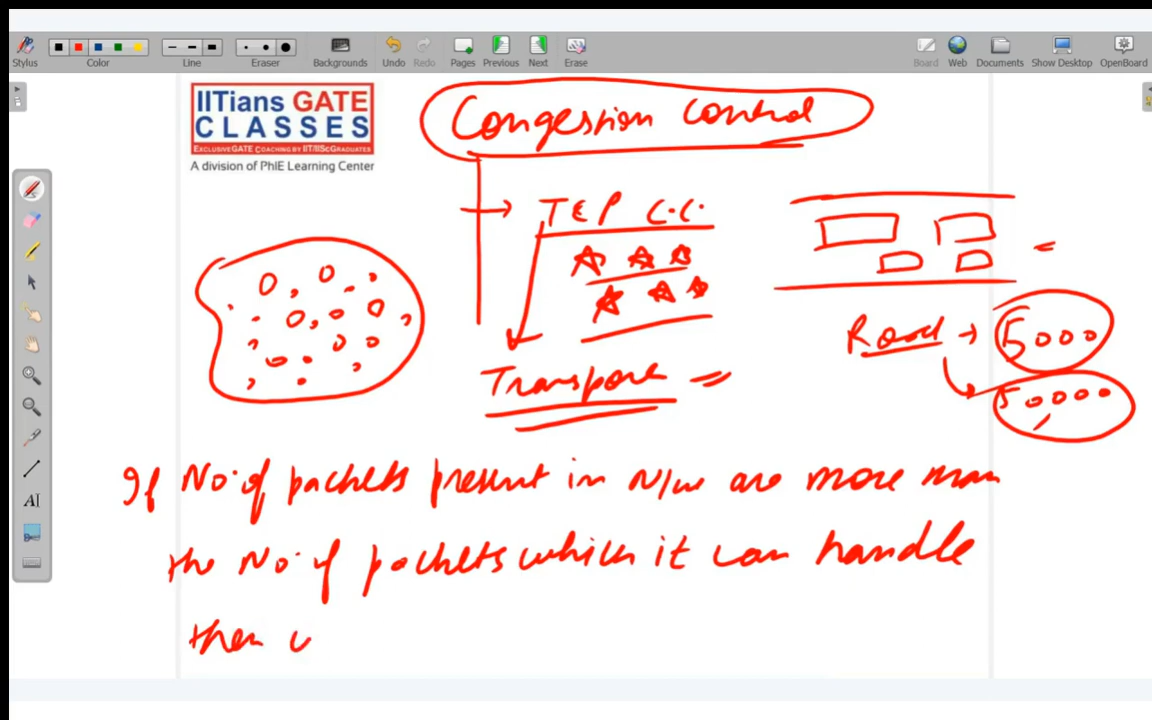 Stylus
Color
Line
Eraser
Backgrounds
Undo
Redo
Pages
Previous
Next
Erase
Board
Web
Documents
Show Desktop
OpenBoard
IITians GATE
CLASSES
EXCLUSIVE GATE COACHING BY IIT/IISC GRADUATES
A division of PhIE Learning Center
Congestion control
TCP C.C.
Transport
Road → 5000
50,000
If No. of packets present in N/w are more than
the No. of packets which it can handle
then